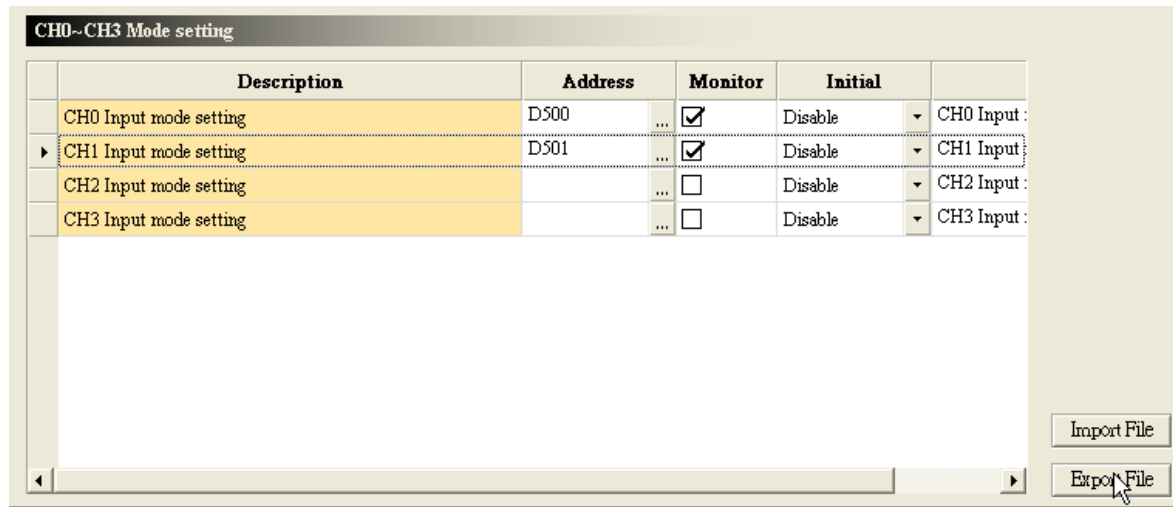 CH0~CH3 Mode setting
Description Address Monitor Initial
CH0 Input mode setting D500 ... Disable CH0 Input :
CH1 Input mode setting D501 ... Disable CH1 Input :
CH2 Input mode setting ... Disable CH2 Input :
CH3 Input mode setting ... Disable CH3 Input :
Import File
Export File